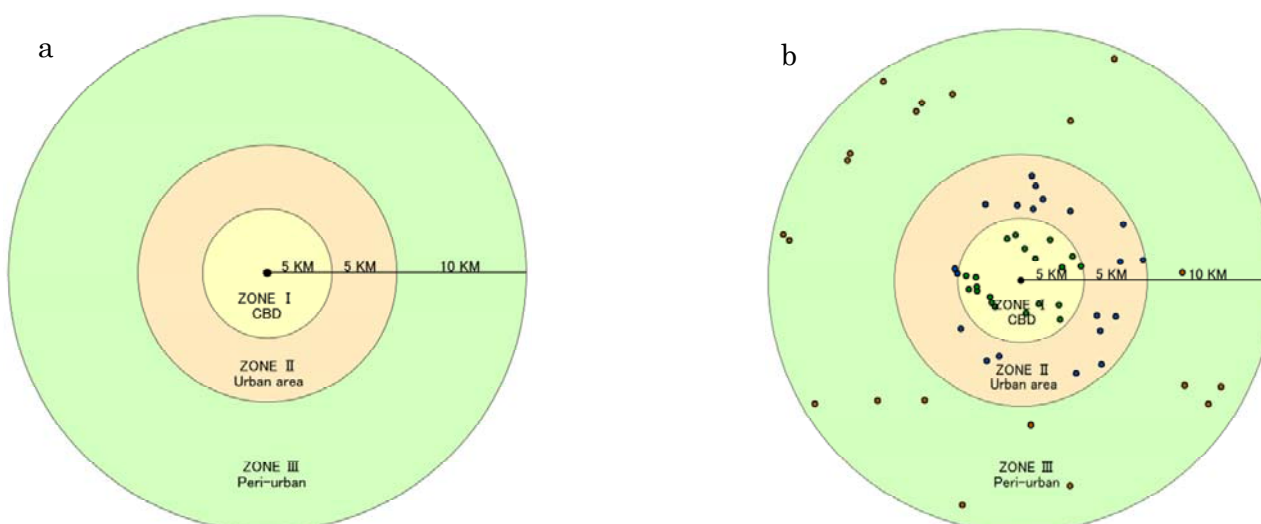 a
5 KM 5 KM 10 KM
ZONE Ⅰ
CBD
ZONE Ⅱ
Urban area
ZONE Ⅲ
Peri-urban
b
5 KM 5 KM 10 KM
ZONE Ⅰ
CBD
ZONE Ⅱ
Urban area
ZONE Ⅲ
Peri-urban